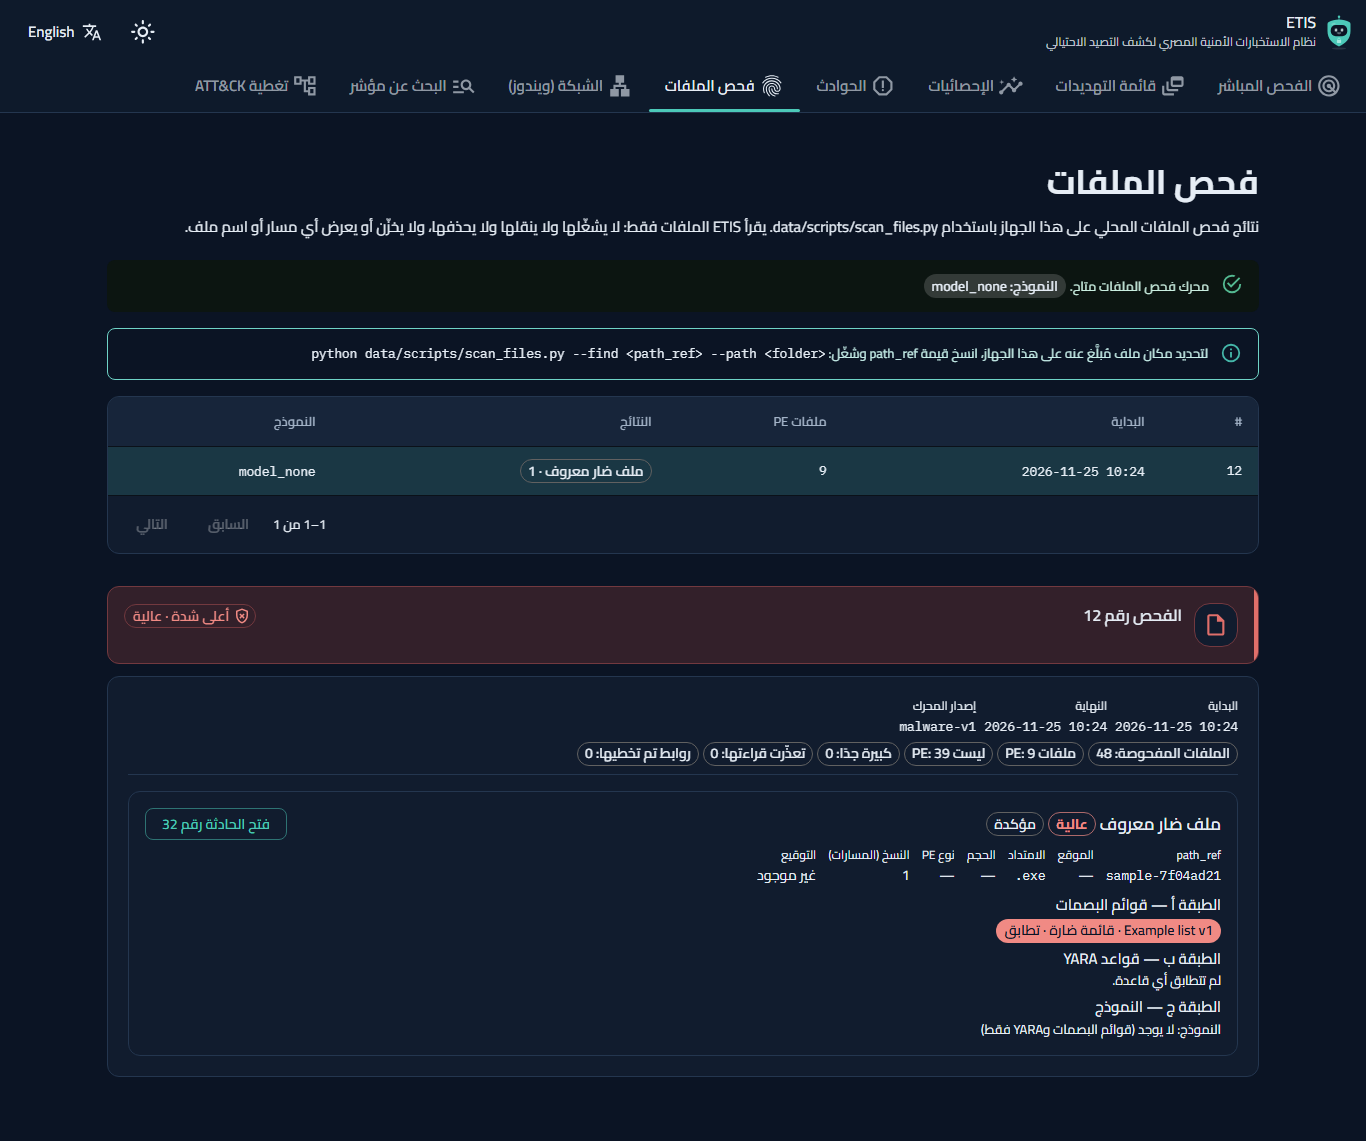 ETIS
نظام الاستخبارات الأمنية المصري لكشف التصيد الاحتيالي
English
الفحص المباشر
قائمة التهديدات
الإحصائيات
الحوادث
فحص الملفات
الشبكة (ويندوز)
البحث عن مؤشر
تغطية ATT&CK
فحص الملفات
نتائج فحص الملفات المحلي على هذا الجهاز باستخدام data/scripts/scan_files.py. يقرأ ETIS الملفات فقط: لا يشغّلها ولا ينقلها ولا يحذفها، ولا يخزّن أو يعرض أي مسار أو اسم ملف.
محرك فحص الملفات متاح. النموذج: model_none
لتحديد مكان ملف مُبلَّغ عنه على هذا الجهاز، انسخ قيمة path_ref وشغّل: python data/scripts/scan_files.py --find <path_ref> --path <folder>
# البداية ملفات PE النتائج النموذج
12 2026-11-25 10:24 9 ملف ضار معروف · 1 model_none
1–1 من 1 السابق التالي
الفحص رقم 12
أعلى شدة · عالية
البداية النهاية إصدار المحرك
2026-11-25 10:24 2026-11-25 10:24 malware-v1
الملفات المفحوصة: 48 ملفات PE: 9 ليست PE: 39 كبيرة جدًا: 0 تعذّرت قراءتها: 0 روابط تم تخطيها: 0
ملف ضار معروف عالية مؤكدة
فتح الحادثة رقم 32
path_ref الموقع الامتداد الحجم نوع PE النسخ (المسارات) التوقيع
sample-7f04ad21 — .exe — — 1 غير موجود
الطبقة أ — قوائم البصمات
Example list v1 · قائمة ضارة · تطابق
الطبقة ب — قواعد YARA
لم تتطابق أي قاعدة.
الطبقة ج — النموذج
النموذج: لا يوجد (قوائم البصمات وYARA فقط)